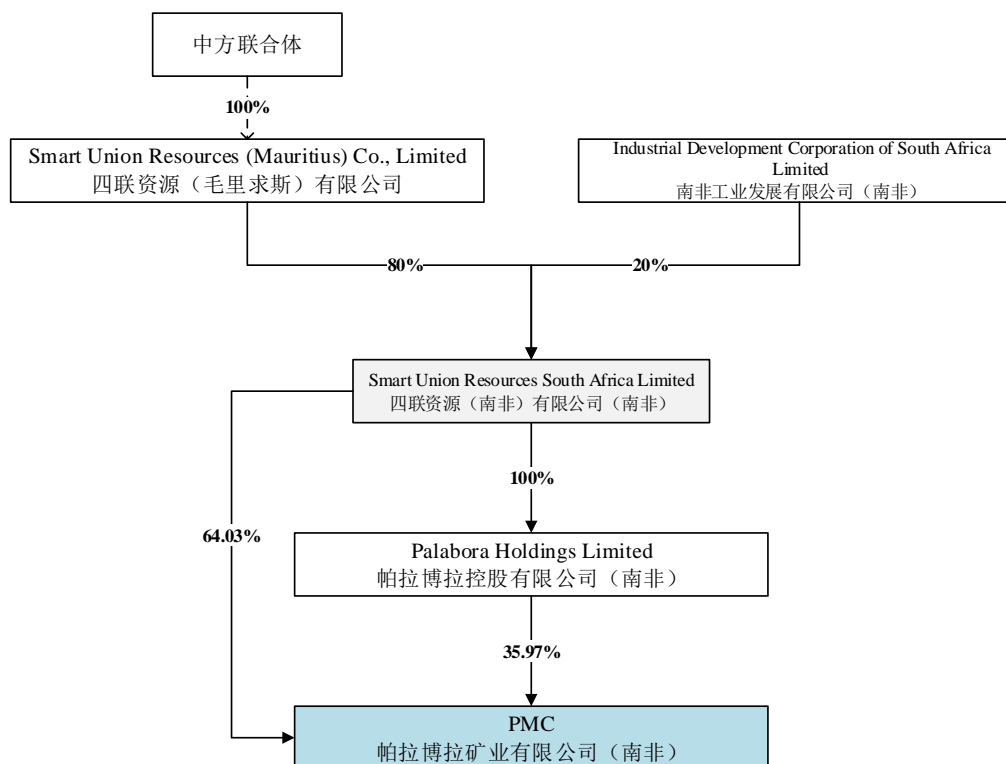 中方联合体
100%
Smart Union Resources (Mauritius) Co., Limited
四联资源（毛里求斯）有限公司
Industrial Development Corporation of South Africa
Limited
南非工业发展有限公司（南非）
80%
20%
Smart Union Resources South Africa Limited
四联资源（南非）有限公司（南非）
100%
64.03%
Palabora Holdings Limited
帕拉博拉控股有限公司（南非）
35.97%
PMC
帕拉博拉矿业有限公司（南非）